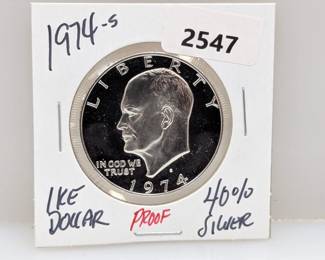 1974-s
2547
LIBERTY
IN GOD WE
TRUST
S
1974
IKE
DOLLAR
PROOF
40%
SILVER